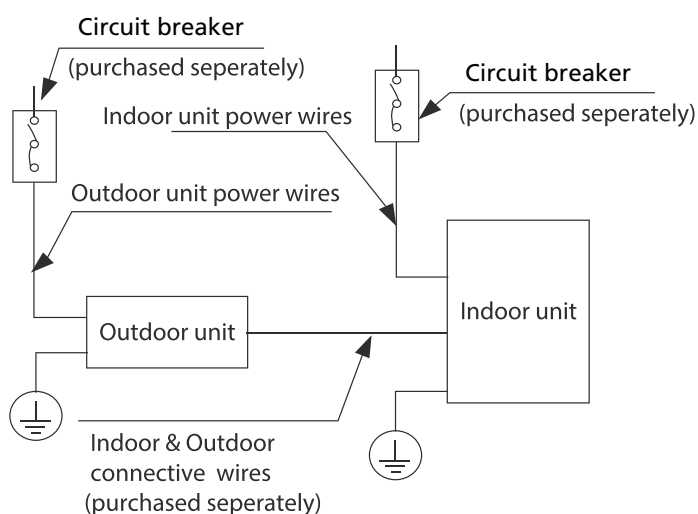 Circuit breaker
(purchased seperately)
Circuit breaker
(purchased seperately)
Indoor unit power wires
Outdoor unit power wires
Indoor unit
Outdoor unit
Indoor & Outdoor
connective wires
(purchased seperately)